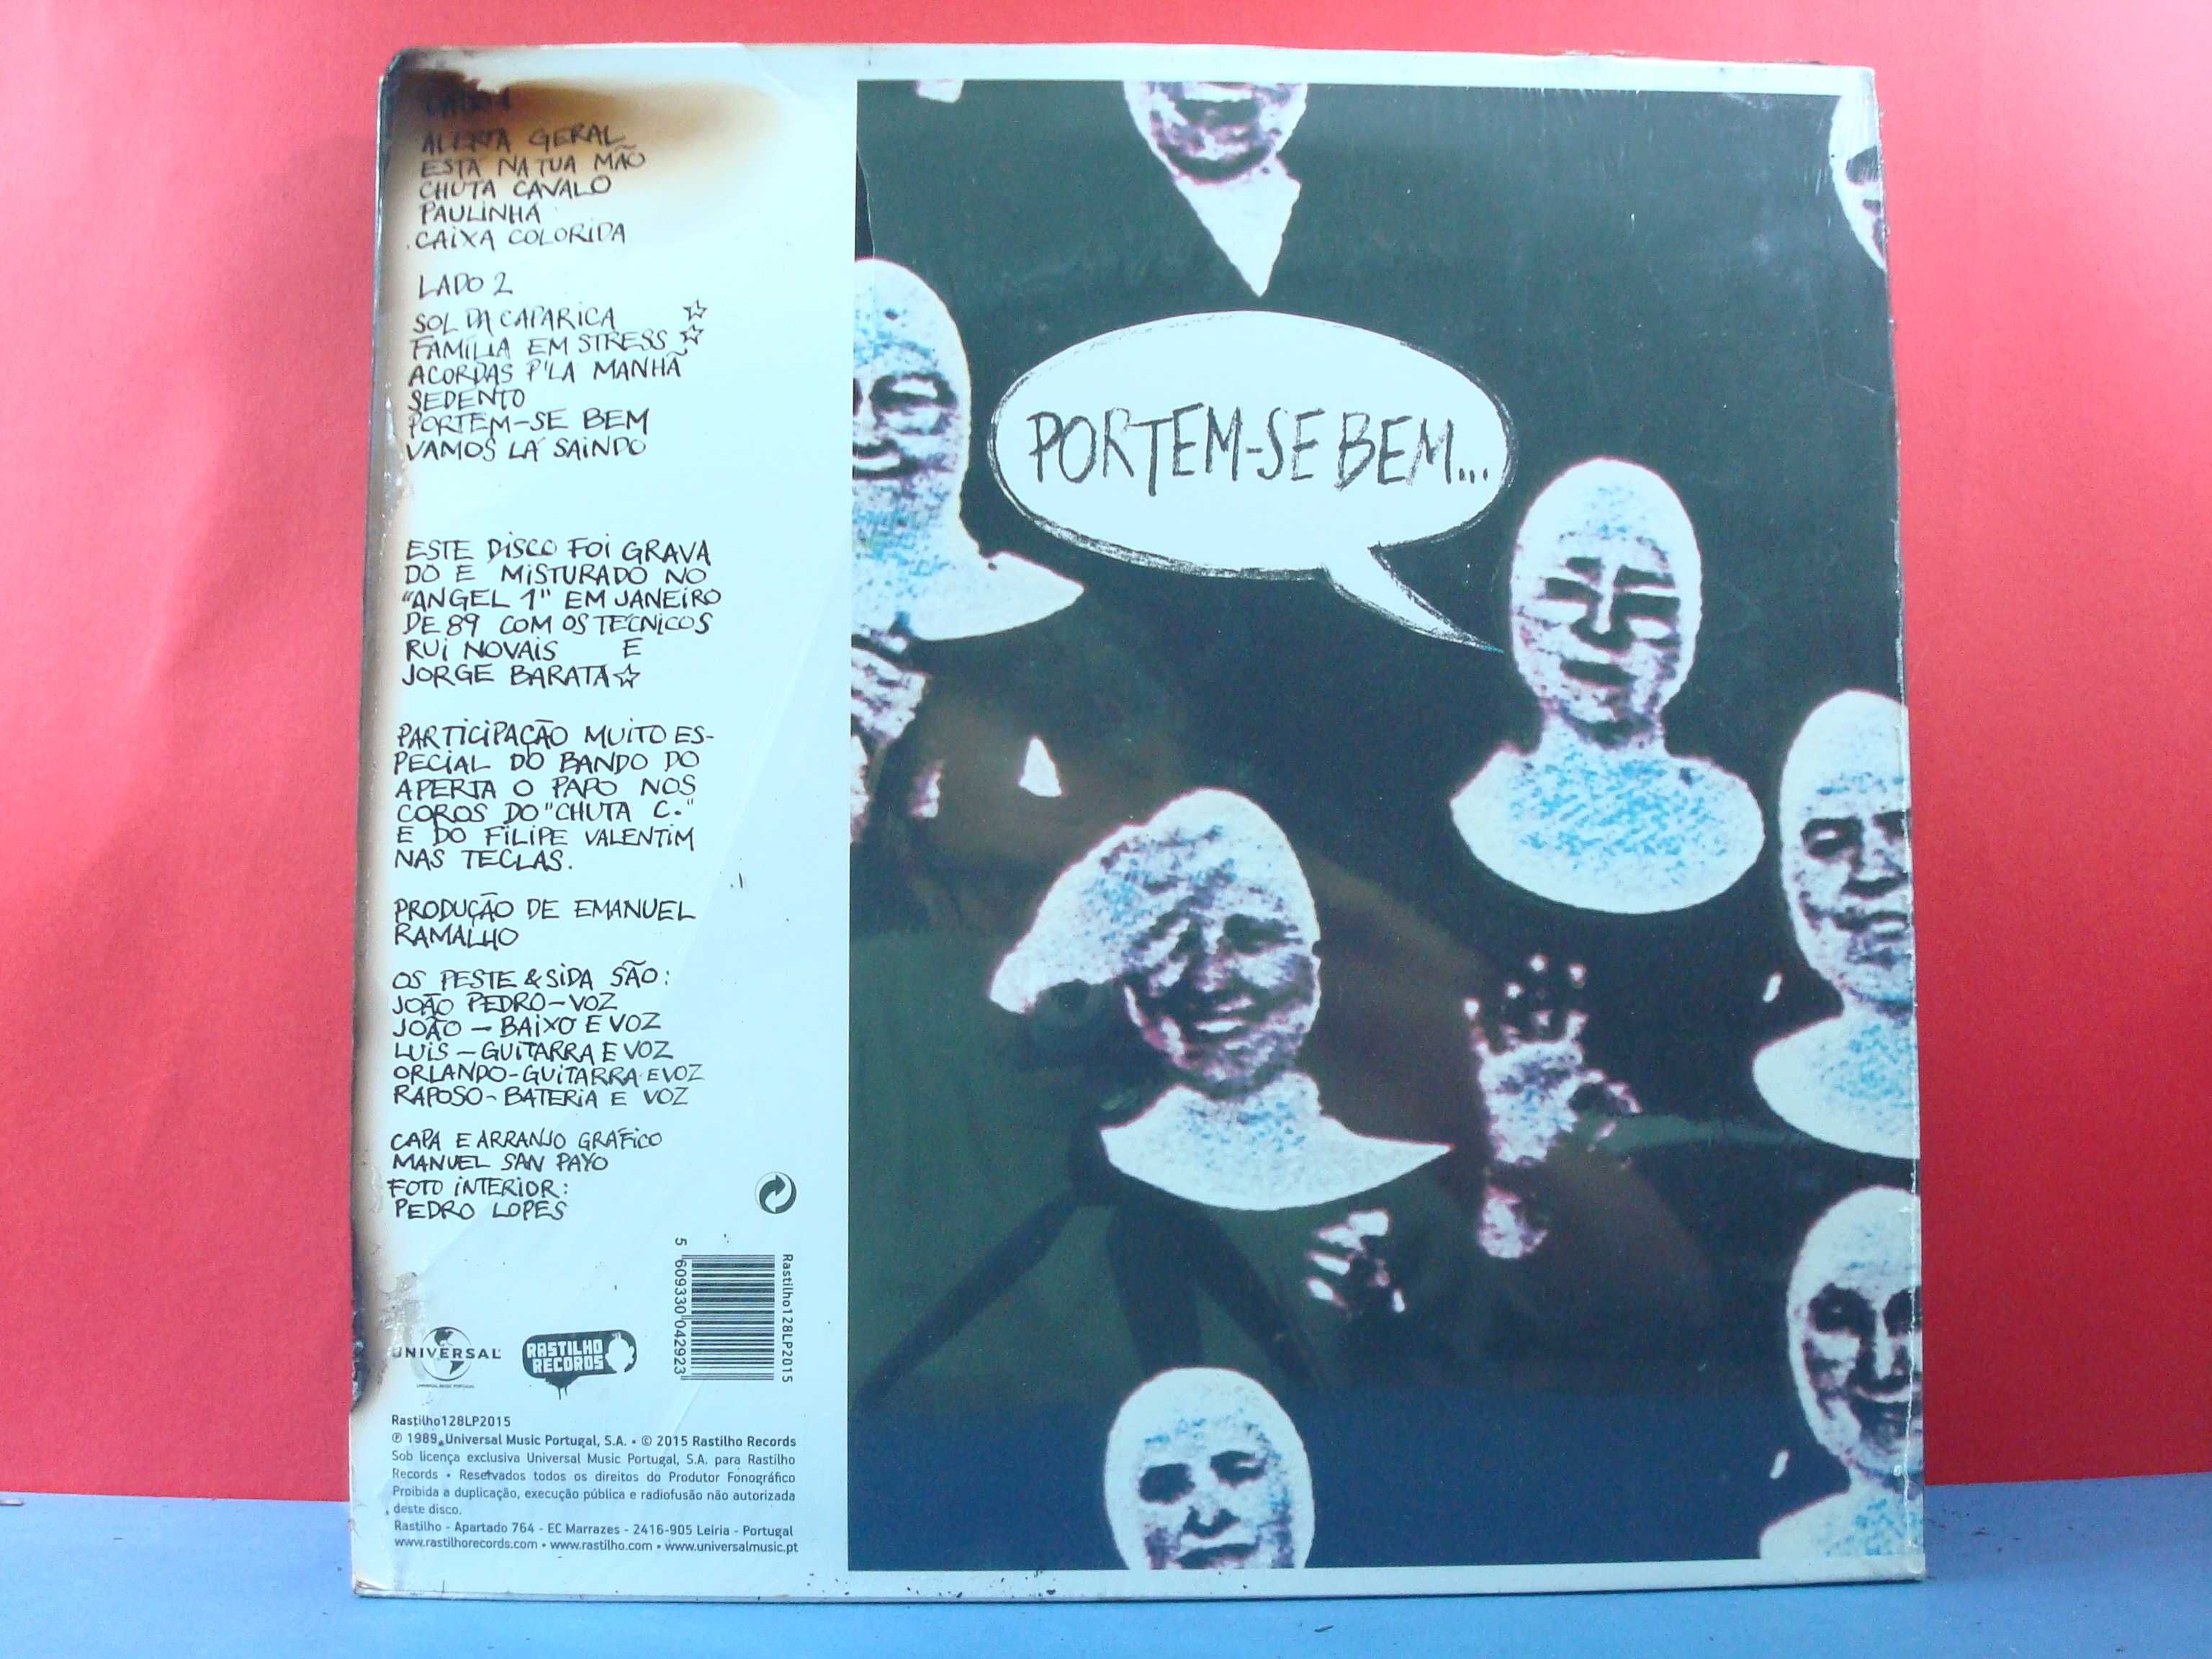 LADO 1
ALERTA GERAL
ESTÁ NA TUA MÃO
CHUTA CAVALO
PAULINHA
CAIXA COLORIDA
LADO 2
SOL DA CAPARICA ☆
FAMÍLIA EM STRESS ☆
ACORDAS P'LA MANHÃ
SEDENTO
PORTEM-SE BEM
VAMOS LÁ SAINDO
ESTE DISCO FOI GRAVA
DO E MISTURADO NO
"ANGEL 1" EM JANEIRO
DE 89 COM OS TÉCNICOS
RUI NOVAIS E
JORGE BARATA ☆
PARTICIPAÇÃO MUITO ES-
PECIAL DO BANDO DO
APERTA O PAPO NOS
COROS DO "CHUTA C."
E DO FILIPE VALENTIM
NAS TECLAS.
PRODUÇÃO DE EMANUEL
RAMALHO
OS PESTE & SIDA SÃO:
JOÃO PEDRO - VOZ
JOÃO - BAIXO E VOZ
LUIS - GUITARRA E VOZ
ORLANDO - GUITARRA E VOZ
RAPOSO - BATERIA E VOZ
CAPA E ARRANJO GRÁFICO
MANUEL SAN PAYO
FOTO INTERIOR:
PEDRO LOPES
5 609330 042923
Rastilho128LP2015
UNIVERSAL
RASTILHO
RECORDS
Rastilho128LP2015
℗ 1989 Universal Music Portugal, S.A. • © 2015 Rastilho Records
Sob licença exclusiva Universal Music Portugal, S.A. para Rastilho
Records • Reservados todos os direitos do Produtor Fonográfico
Proibida a duplicação, execução pública e radiofusão não autorizada
deste disco.
Rastilho - Apartado 764 - EC Marrazes - 2416-905 Leiria - Portugal
www.rastilhorecords.com • www.rastilho.com • www.universalmusic.pt
PORTEM-SE BEM...